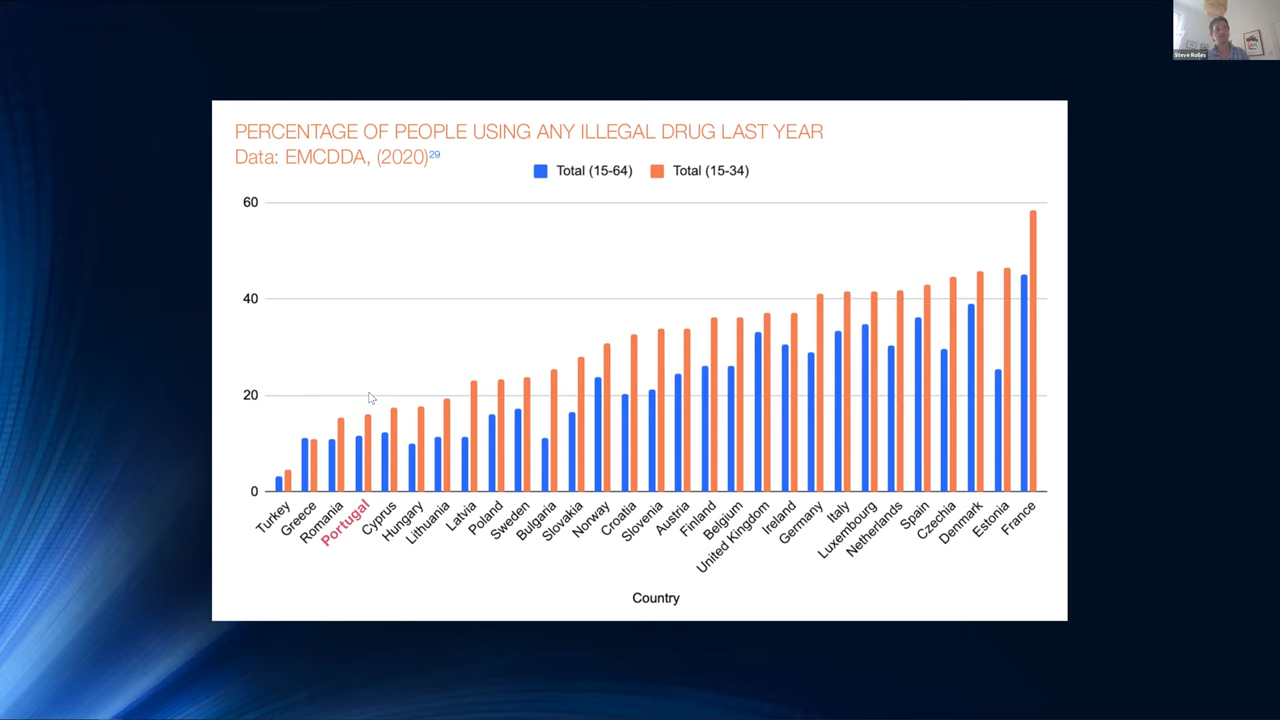 Steve Rolles
PERCENTAGE OF PEOPLE USING ANY ILLEGAL DRUG LAST YEAR
Data: EMCDDA, (2020)29
Total (15-64) Total (15-34)
60
40
20
0
Turkey Greece Romania Portugal Cyprus Hungary Lithuania Latvia Poland Sweden Bulgaria Slovakia Norway Croatia Slovenia Austria Finland Belgium United Kingdom Ireland Germany Italy Luxembourg Netherlands Spain Czechia Denmark Estonia France
Country